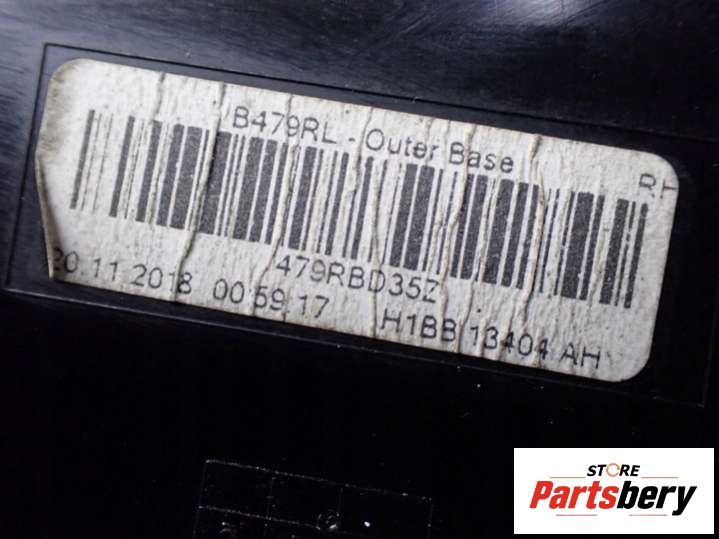 B479RL - Outer Base
RH
479RBD35Z
20.11.2018 00:59:17
H1BB 13404 AH
STORE
Partsbery